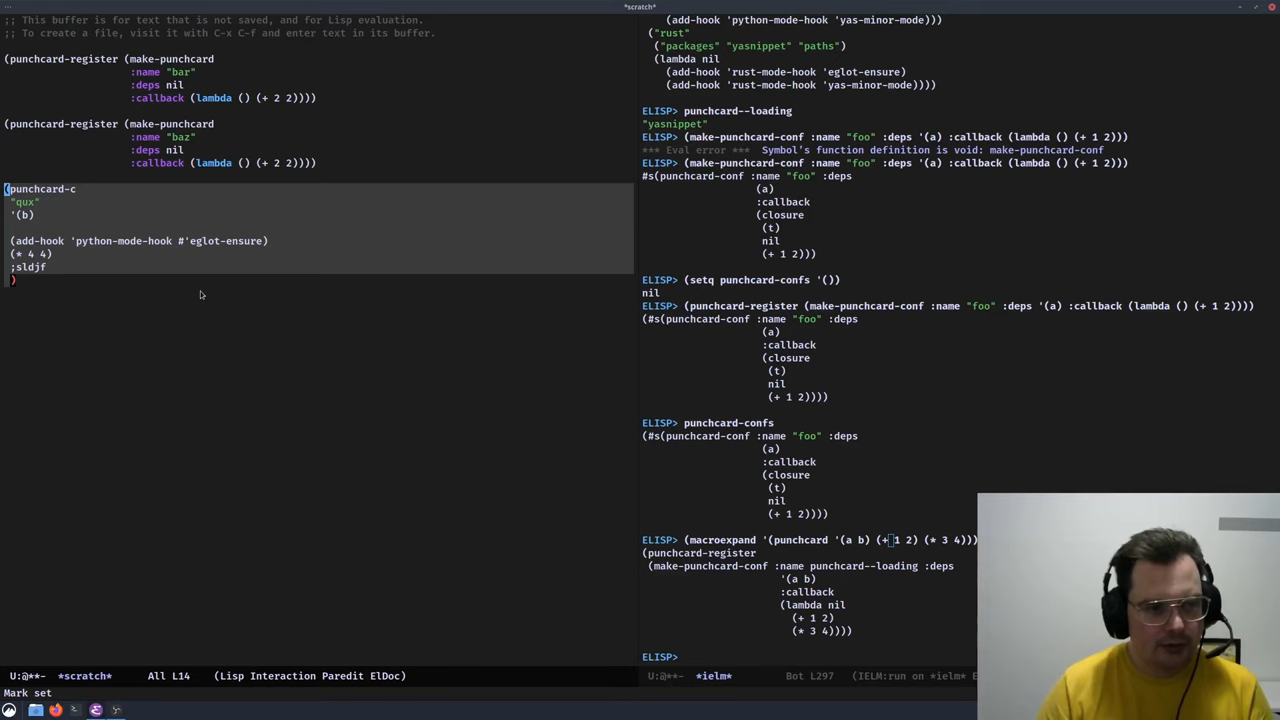 *scratch*
;; This buffer is for text that is not saved, and for Lisp evaluation.
;; To create a file, visit it with C-x C-f and enter text in its buffer.
(punchcard-register (make-punchcard
:name "bar"
:deps nil
:callback (lambda () (+ 2 2))))
(punchcard-register (make-punchcard
:name "baz"
:deps nil
:callback (lambda () (+ 2 2))))
(punchcard-c
"qux"
'(b)
(add-hook 'python-mode-hook #'eglot-ensure)
(* 4 4)
;sldjf
)
U:@**-  *scratch*      All L14    (Lisp Interaction Paredit ElDoc)
Mark set
(add-hook 'python-mode-hook 'yas-minor-mode)))
("rust"
("packages" "yasnippet" "paths")
(lambda nil
(add-hook 'rust-mode-hook 'eglot-ensure)
(add-hook 'rust-mode-hook 'yas-minor-mode))))
ELISP> punchcard--loading
"yasnippet"
ELISP> (make-punchcard-conf :name "foo" :deps '(a) :callback (lambda () (+ 1 2)))
*** Eval error ***  Symbol's function definition is void: make-punchcard-conf
ELISP> (make-punchcard-conf :name "foo" :deps '(a) :callback (lambda () (+ 1 2)))
#s(punchcard-conf :name "foo" :deps
(a)
:callback
(closure
(t)
nil
(+ 1 2)))
ELISP> (setq punchcard-confs '())
nil
ELISP> (punchcard-register (make-punchcard-conf :name "foo" :deps '(a) :callback (lambda () (+ 1 2))))
(#s(punchcard-conf :name "foo" :deps
(a)
:callback
(closure
(t)
nil
(+ 1 2))))
ELISP> punchcard-confs
(#s(punchcard-conf :name "foo" :deps
(a)
:callback
(closure
(t)
nil
(+ 1 2))))
ELISP> (macroexpand '(punchcard '(a b) (+ 1 2) (* 3 4)))
(punchcard-register
(make-punchcard-conf :name punchcard--loading :deps
'(a b)
:callback
(lambda nil
(+ 1 2)
(* 3 4))))
ELISP>
U:@**-  *ielm*         Bot L297   (IELM:run on *ielm* E